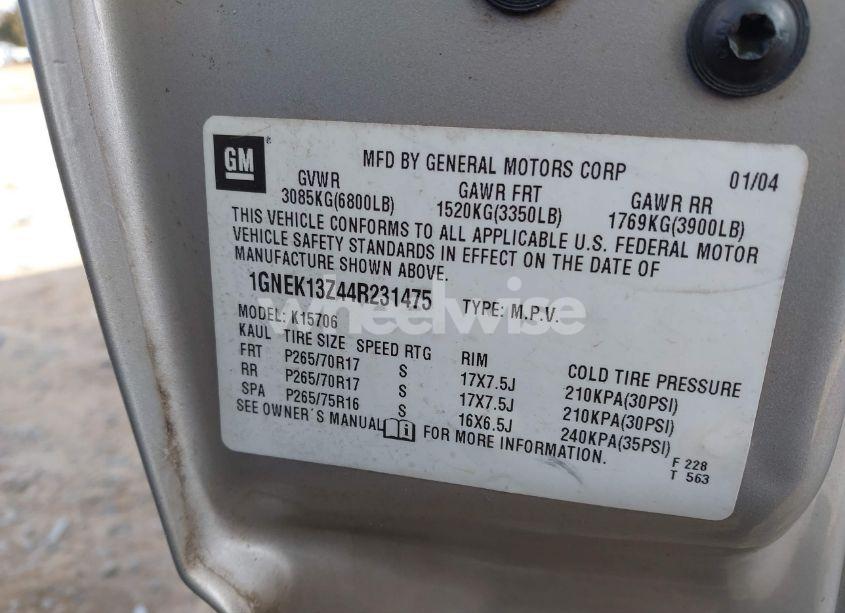 GM
MFD BY GENERAL MOTORS CORP 01/04
GVWR GAWR FRT GAWR RR
3085KG(6800LB) 1520KG(3350LB) 1769KG(3900LB)
THIS VEHICLE CONFORMS TO ALL APPLICABLE U.S. FEDERAL MOTOR
VEHICLE SAFETY STANDARDS IN EFFECT ON THE DATE OF
MANUFACTURE SHOWN ABOVE.
1GNEK13Z44R231475 TYPE: M.P.V.
wheelwise
MODEL: K15706
KAUL TIRE SIZE SPEED RTG RIM COLD TIRE PRESSURE
FRT P265/70R17 S 17X7.5J 210KPA(30PSI)
RR P265/70R17 S 17X7.5J 210KPA(30PSI)
SPA P265/75R16 S 16X6.5J 240KPA(35PSI)
SEE OWNER'S MANUAL FOR MORE INFORMATION.
F 228
T 563